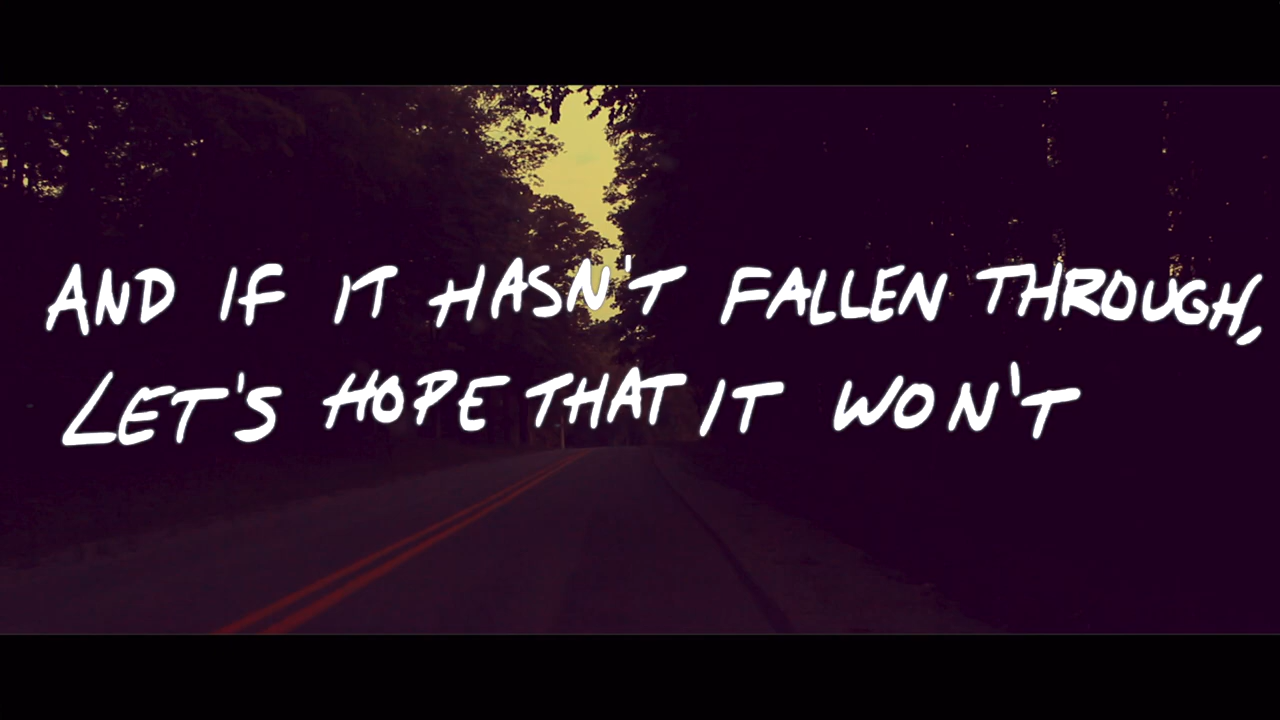 AND IF IT HASN'T FALLEN THROUGH,
LET'S HOPE THAT IT WON'T